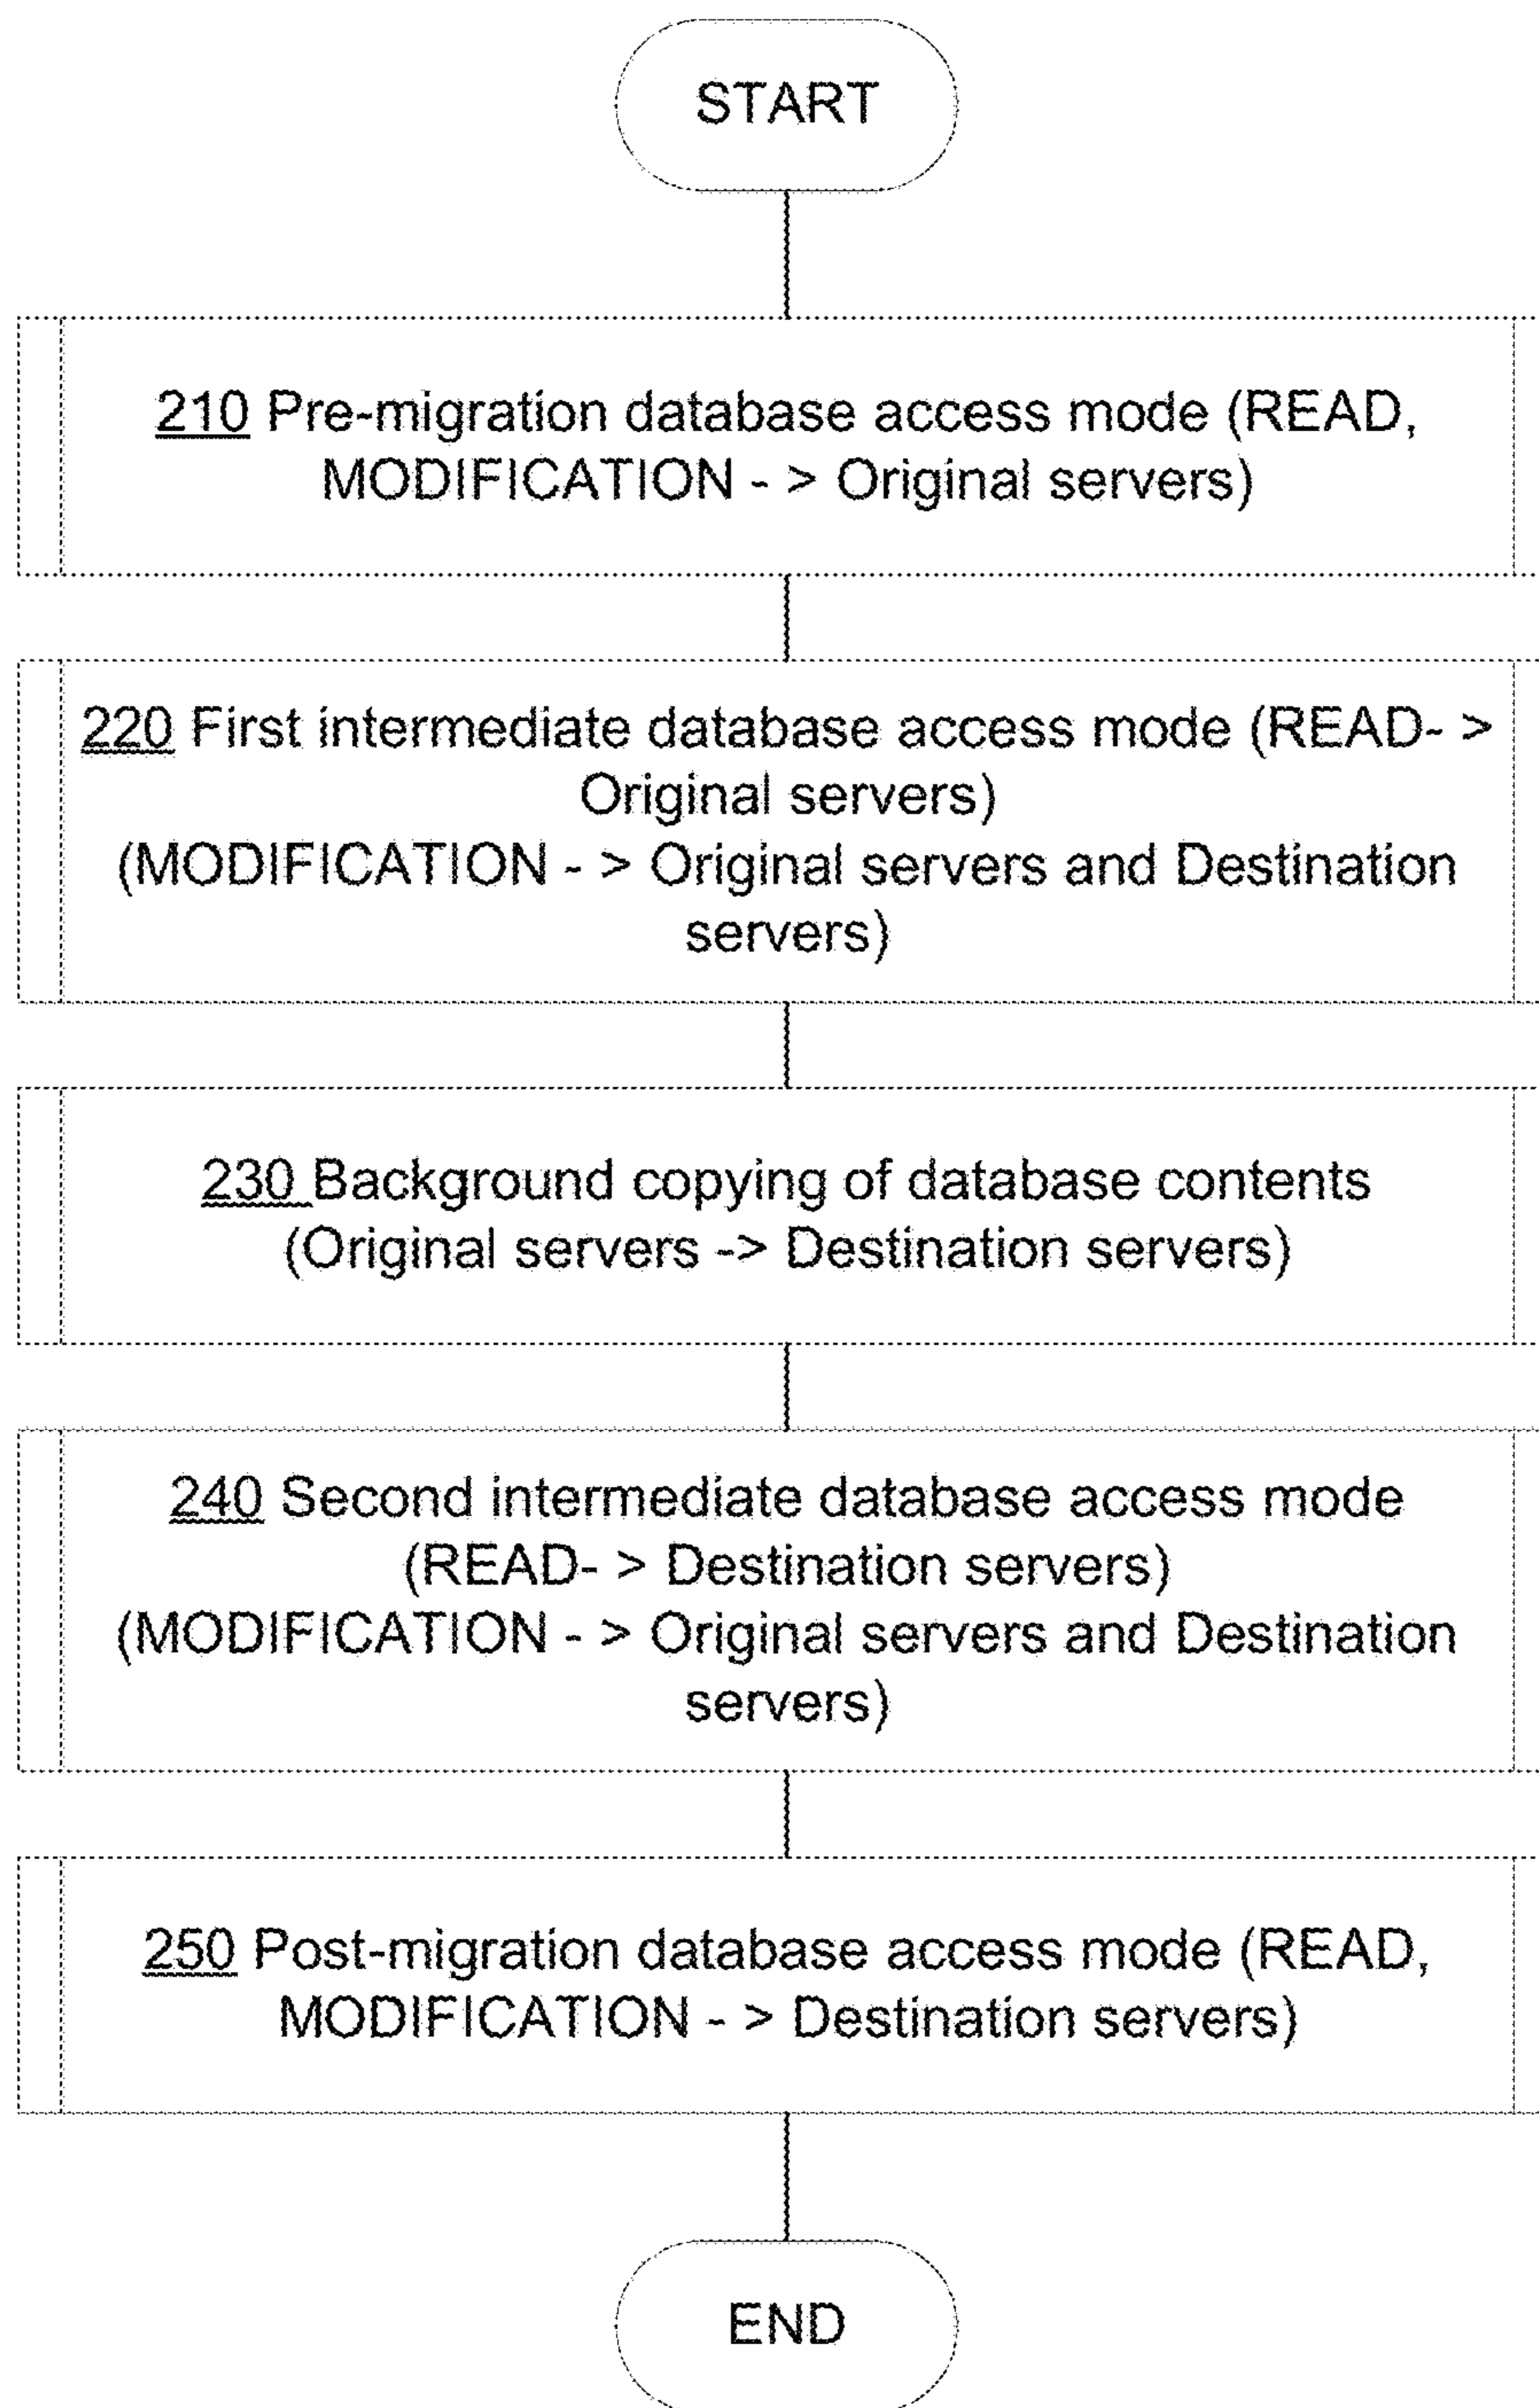 START
210 Pre-migration database access mode (READ,
MODIFICATION - > Original servers)
220 First intermediate database access mode (READ- >
Original servers)
(MODIFICATION - > Original servers and Destination
servers)
230 Background copying of database contents
(Original servers -> Destination servers)
240 Second intermediate database access mode
(READ- > Destination servers)
(MODIFICATION - > Original servers and Destination
servers)
250 Post-migration database access mode (READ,
MODIFICATION - > Destination servers)
END